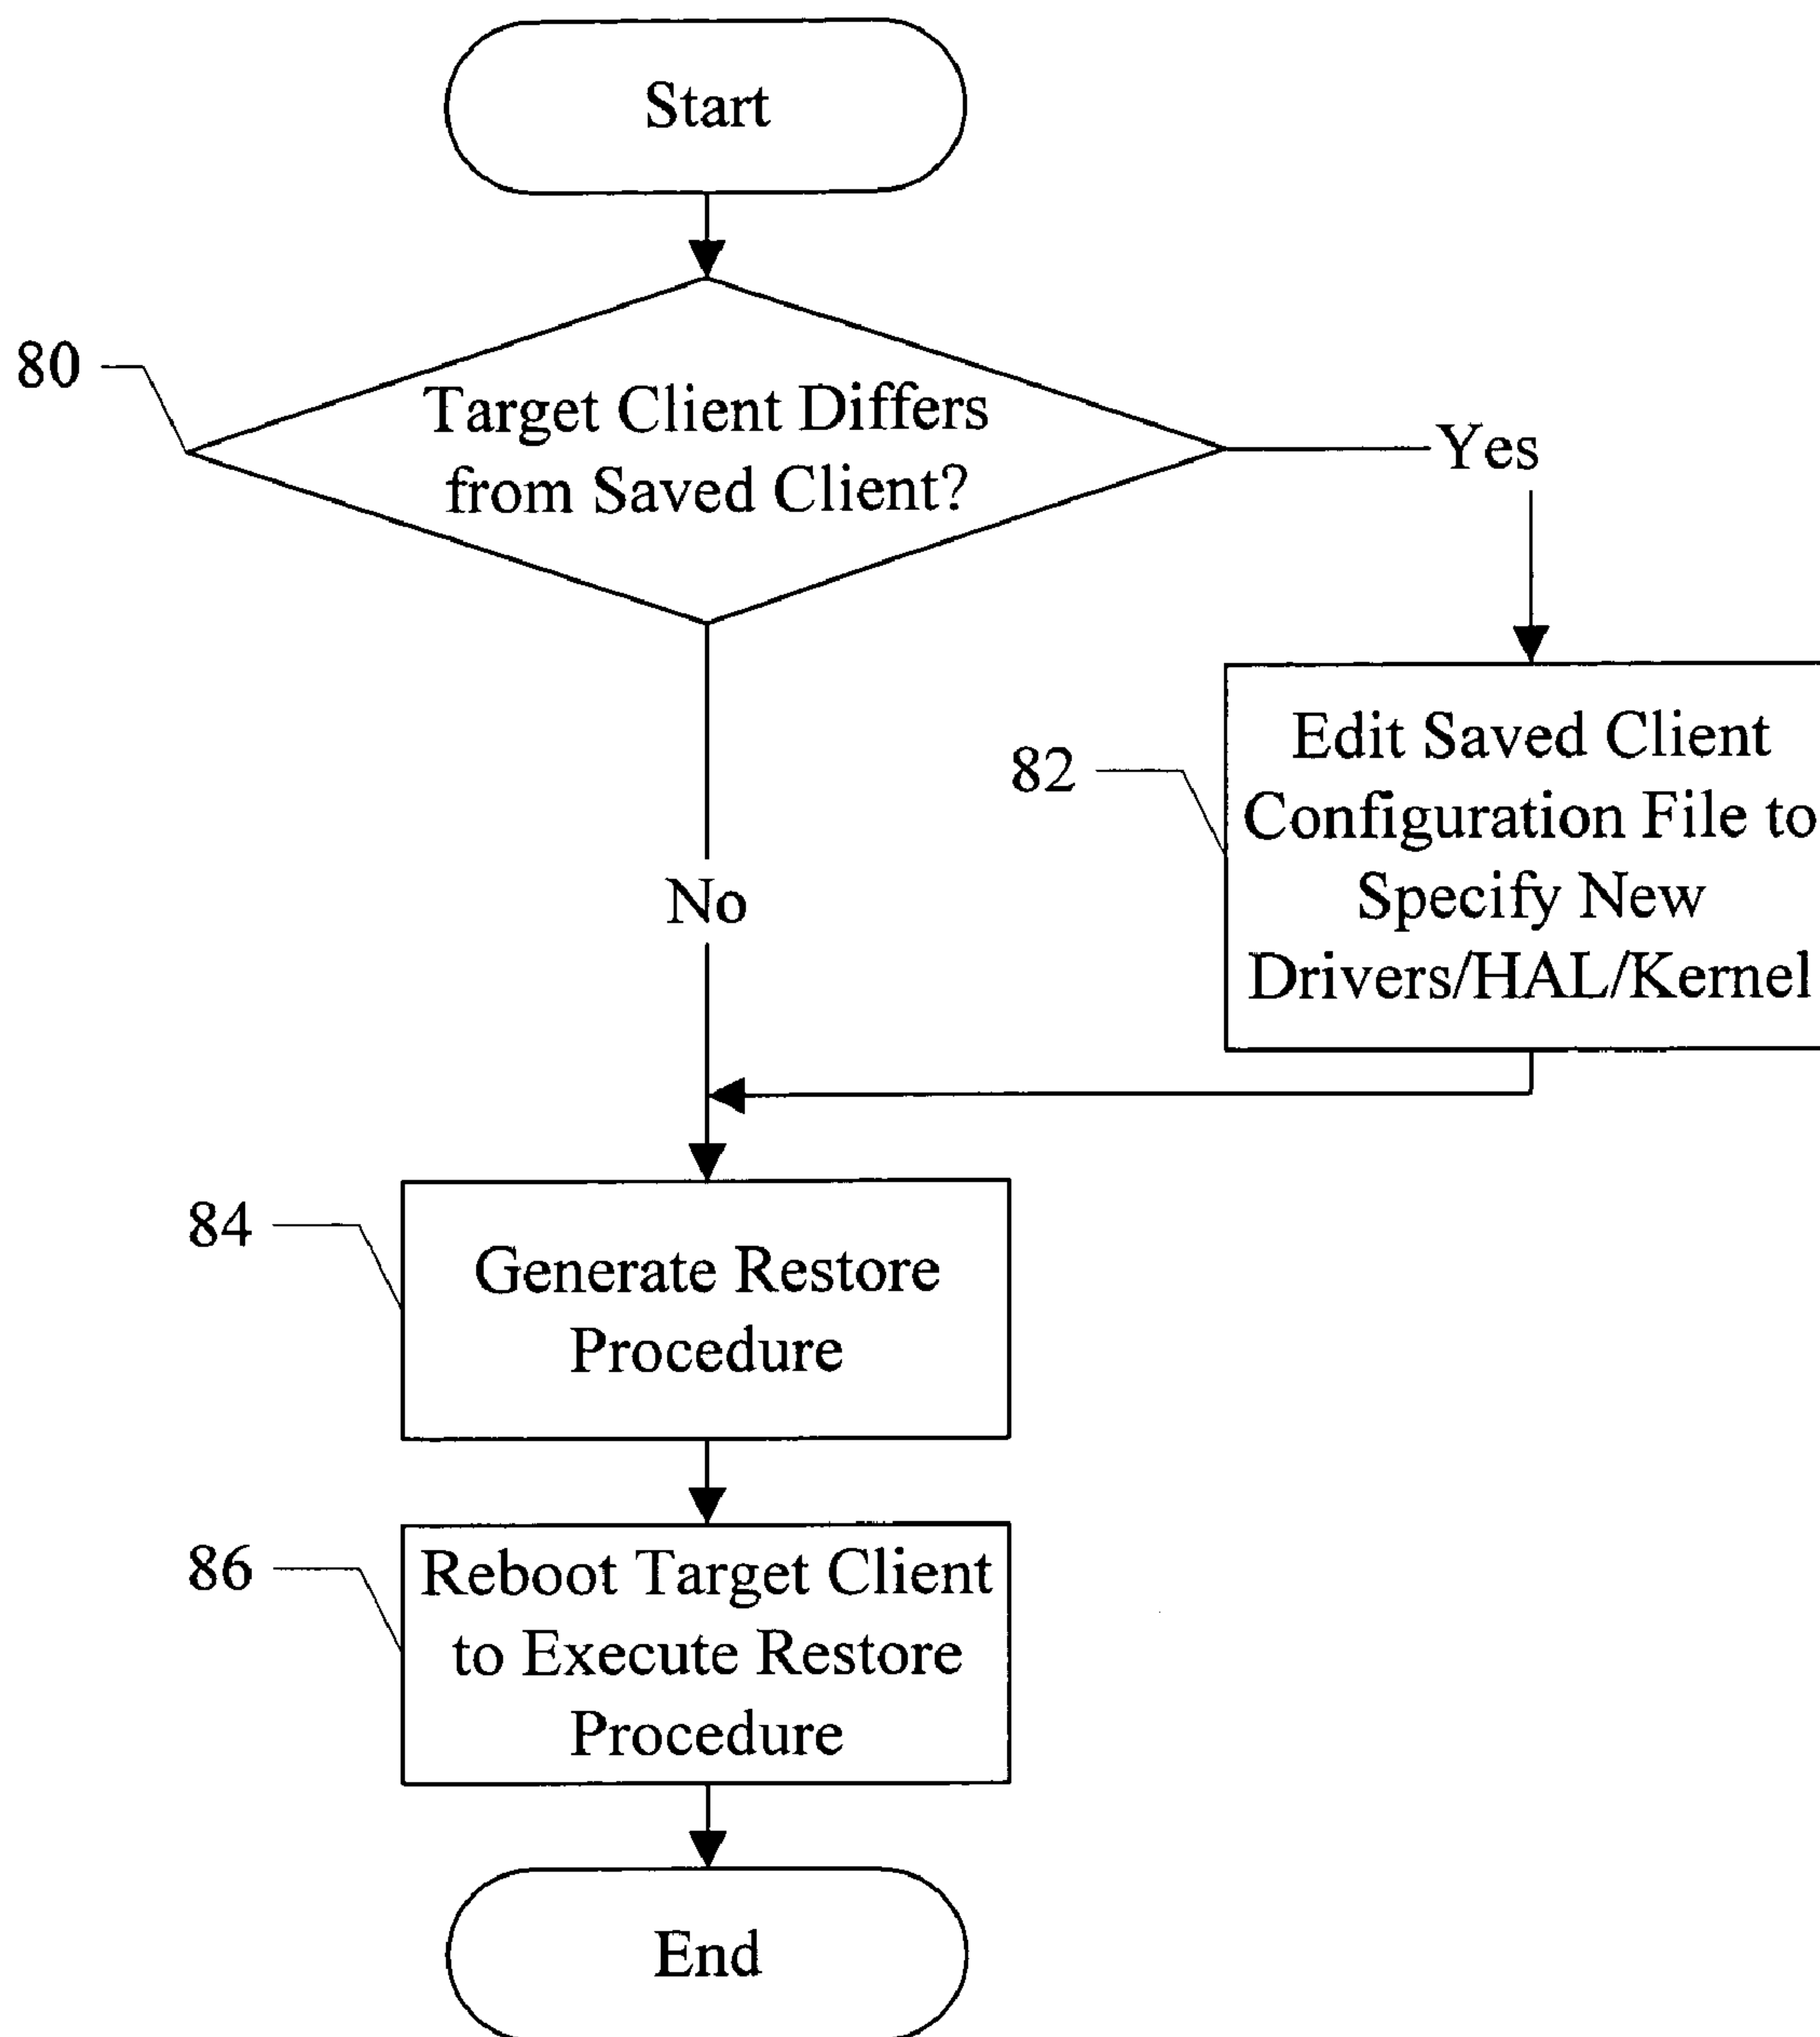 Start
80
Target Client Differs
from Saved Client?
Yes
82
Edit Saved Client
Configuration File to
Specify New
Drivers/HAL/Kernel
No
84
Generate Restore
Procedure
86
Reboot Target Client
to Execute Restore
Procedure
End